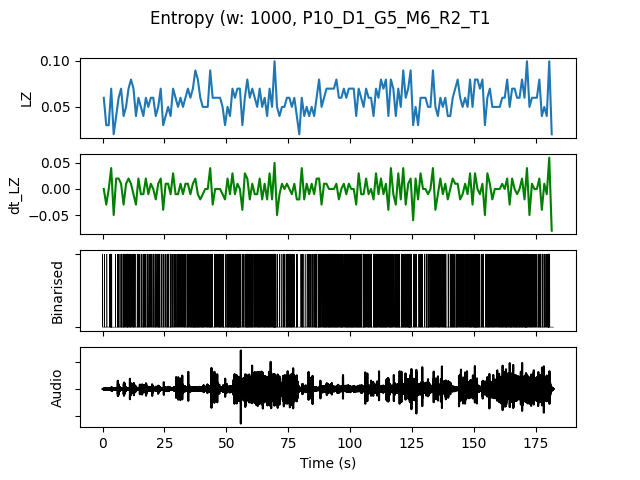 Entropy (w: 1000, P10_D1_G5_M6_R2_T1
0.10
0.05
LZ
0.05
0.00
−0.05
dt_LZ
Binarised
Audio
0 25 50 75 100 125 150 175
Time (s)